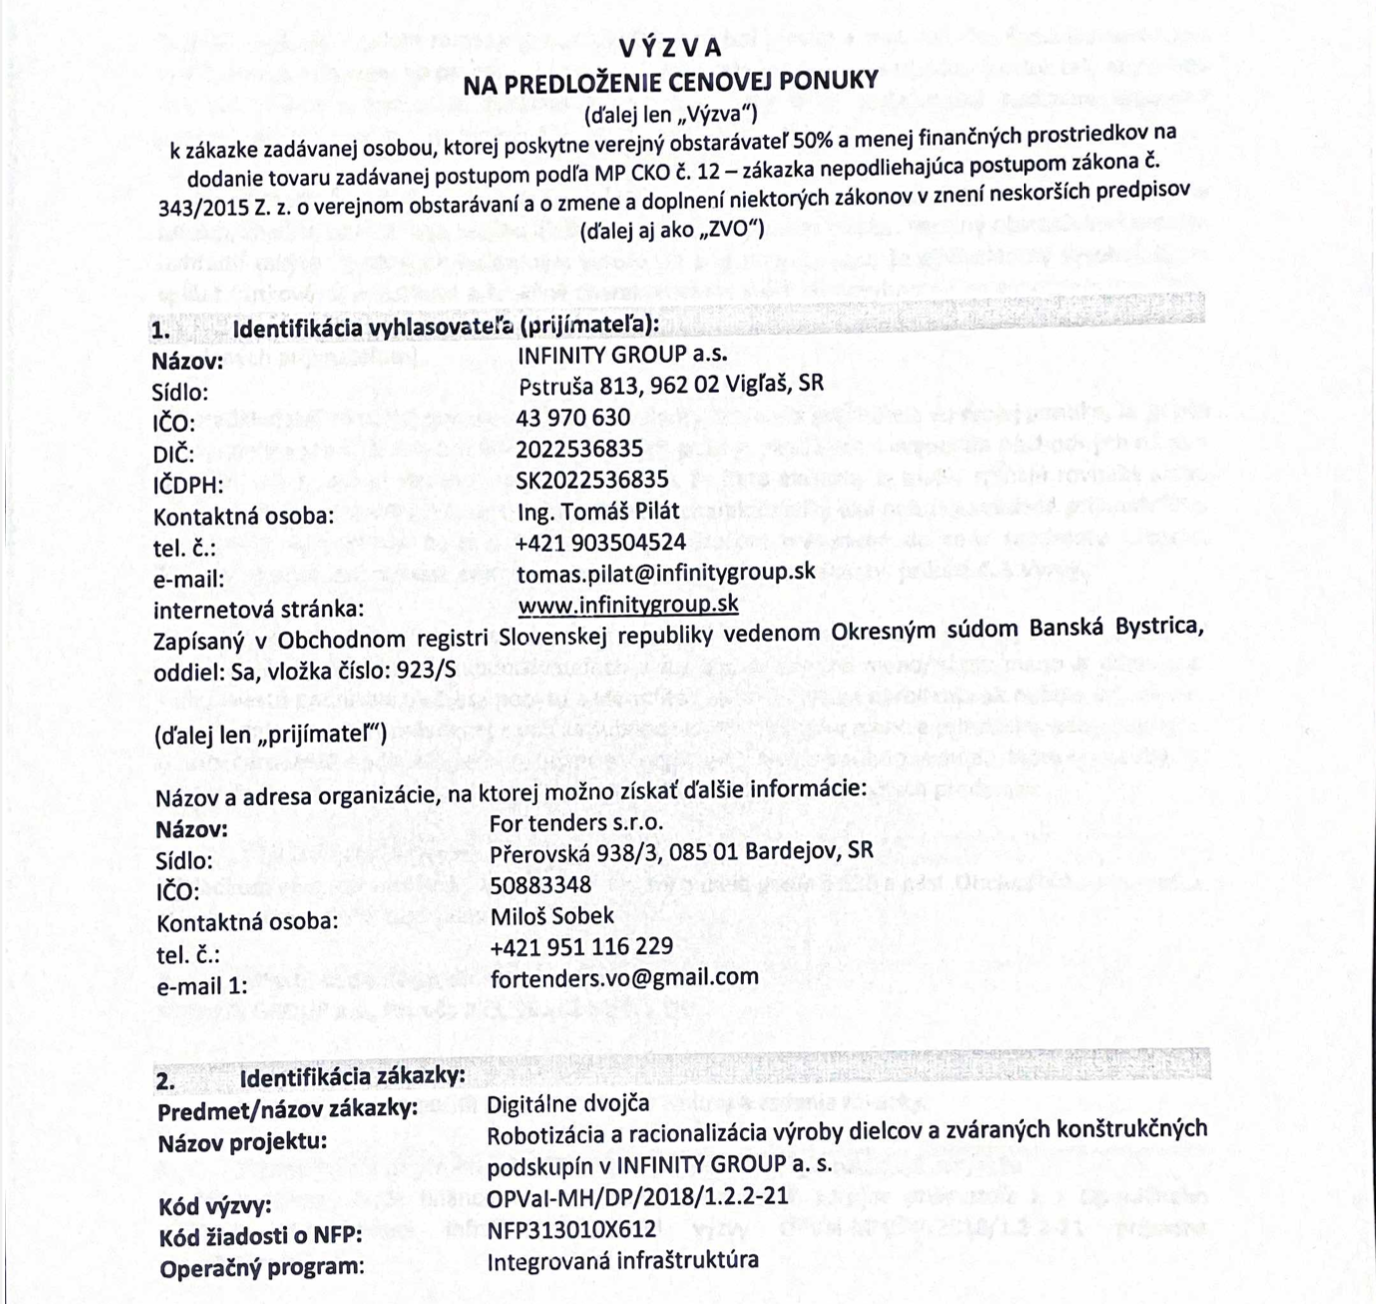 VÝZVA
NA PREDLOŽENIE CENOVEJ PONUKY
(ďalej len „Výzva")
k zákazke zadávanej osobou, ktorej poskytne verejný obstarávateľ 50% a menej finančných prostriedkov na
dodanie tovaru zadávanej postupom podľa MP CKO č. 12 – zákazka nepodliehajúca postupom zákona č.
343/2015 Z. z. o verejnom obstarávaní a o zmene a doplnení niektorých zákonov v znení neskorších predpisov
(ďalej aj ako „ZVO")
1. Identifikácia vyhlasovateľa (prijímateľa):
Názov: INFINITY GROUP a.s.
Sídlo: Pstruša 813, 962 02 Vigľaš, SR
IČO: 43 970 630
DIČ: 2022536835
IČDPH: SK2022536835
Kontaktná osoba: Ing. Tomáš Pilát
tel. č.: +421 903504524
e-mail: tomas.pilat@infinitygroup.sk
internetová stránka: www.infinitygroup.sk
Zapísaný v Obchodnom registri Slovenskej republiky vedenom Okresným súdom Banská Bystrica,
oddiel: Sa, vložka číslo: 923/S
(ďalej len „prijímateľ“")
Názov a adresa organizácie, na ktorej možno získať ďalšie informácie:
Názov: For tenders s.r.o.
Sídlo: Přerovská 938/3, 085 01 Bardejov, SR
IČO: 50883348
Kontaktná osoba: Miloš Sobek
tel. č.: +421 951 116 229
e-mail 1: fortenders.vo@gmail.com
2. Identifikácia zákazky:
Predmet/názov zákazky: Digitálne dvojča
Názov projektu: Robotizácia a racionalizácia výroby dielcov a zváraných konštrukčných
podskupín v INFINITY GROUP a. s.
Kód výzvy: OPVal-MH/DP/2018/1.2.2-21
Kód žiadosti o NFP: NFP313010X612
Operačný program: Integrovaná infraštruktúra